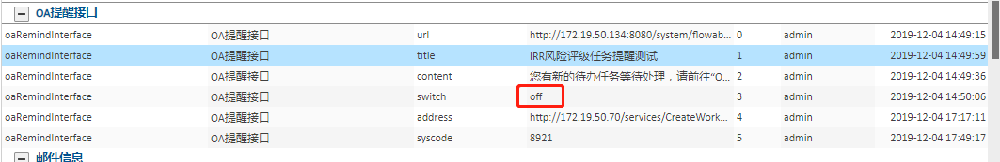 OA提醒接口
oaRemindInterface OA提醒接口 url http://172.19.50.134:8080/system/flowab... 0 admin 2019-12-04 14:49:15
oaRemindInterface OA提醒接口 title IRR风险评级任务提醒测试 1 admin 2019-12-04 14:49:59
oaRemindInterface OA提醒接口 content 您有新的待办任务等待处理，请前往“O... 2 admin 2019-12-04 14:49:36
oaRemindInterface OA提醒接口 switch off 3 admin 2019-12-04 14:50:06
oaRemindInterface OA提醒接口 address http://172.19.50.70/services/CreateWork... 4 admin 2019-12-04 17:17:11
oaRemindInterface OA提醒接口 syscode 8921 5 admin 2019-12-04 17:49:17
邮件信息